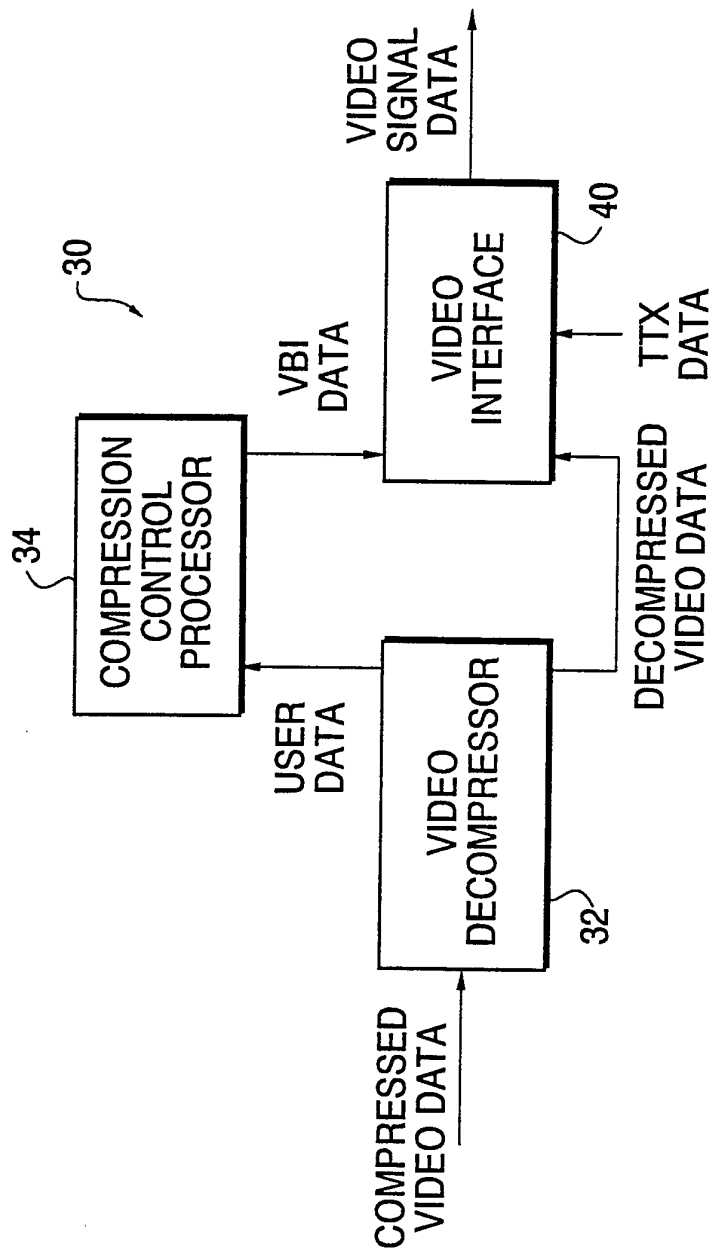 30
34
COMPRESSION
CONTROL
PROCESSOR
USER
DATA
VBI
DATA
COMPRESSED
VIDEO DATA
VIDEO
DECOMPRESSOR
32
DECOMPRESSED
VIDEO DATA
VIDEO
INTERFACE
40
TTX
DATA
VIDEO
SIGNAL
DATA